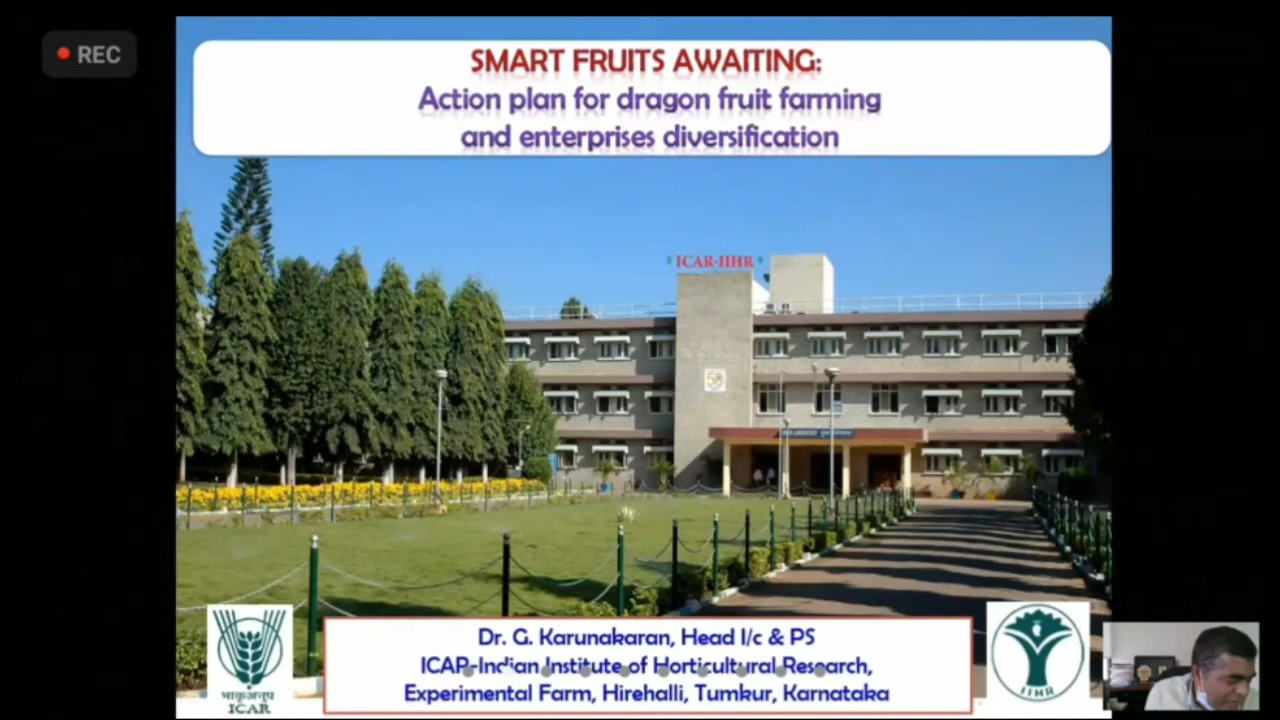 REC
SMART FRUITS AWAITING:
Action plan for dragon fruit farming
and enterprises diversification
ICAR-IIHR
Dr. G. Karunakaran, Head I/c & PS
ICAR-Indian Institute of Horticultural Research,
Experimental Farm, Hirehalli, Tumkur, Karnataka
भाकृअनुप
ICAR
IIHR